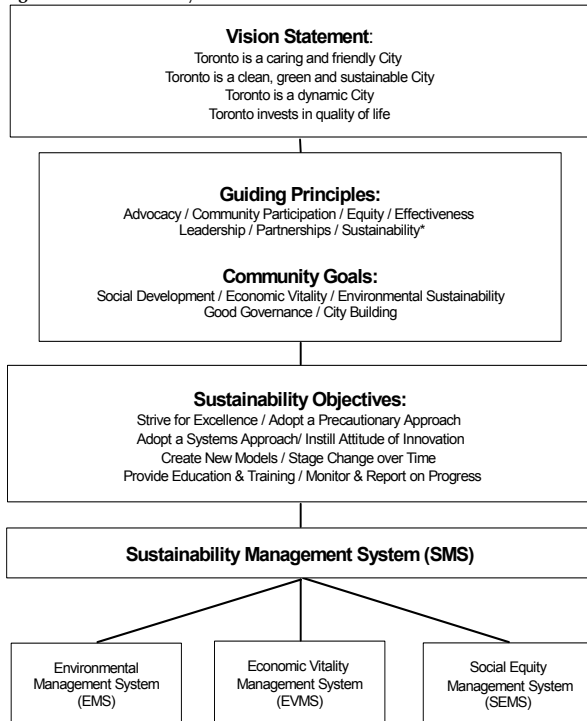 Vision Statement:
Toronto is a caring and friendly City
Toronto is a clean, green and sustainable City
Toronto is a dynamic City
Toronto invests in quality of life
Guiding Principles:
Advocacy / Community Participation / Equity / Effectiveness
Leadership / Partnerships / Sustainability*
Community Goals:
Social Development / Economic Vitality / Environmental Sustainability
Good Governance / City Building
Sustainability Objectives:
Strive for Excellence / Adopt a Precautionary Approach
Adopt a Systems Approach/ Instill Attitude of Innovation
Create New Models / Stage Change over Time
Provide Education & Training / Monitor & Report on Progress
Sustainability Management System (SMS)
Environmental
Management System
(EMS)
Economic Vitality
Management System
(EVMS)
Social Equity
Management System
(SEMS)